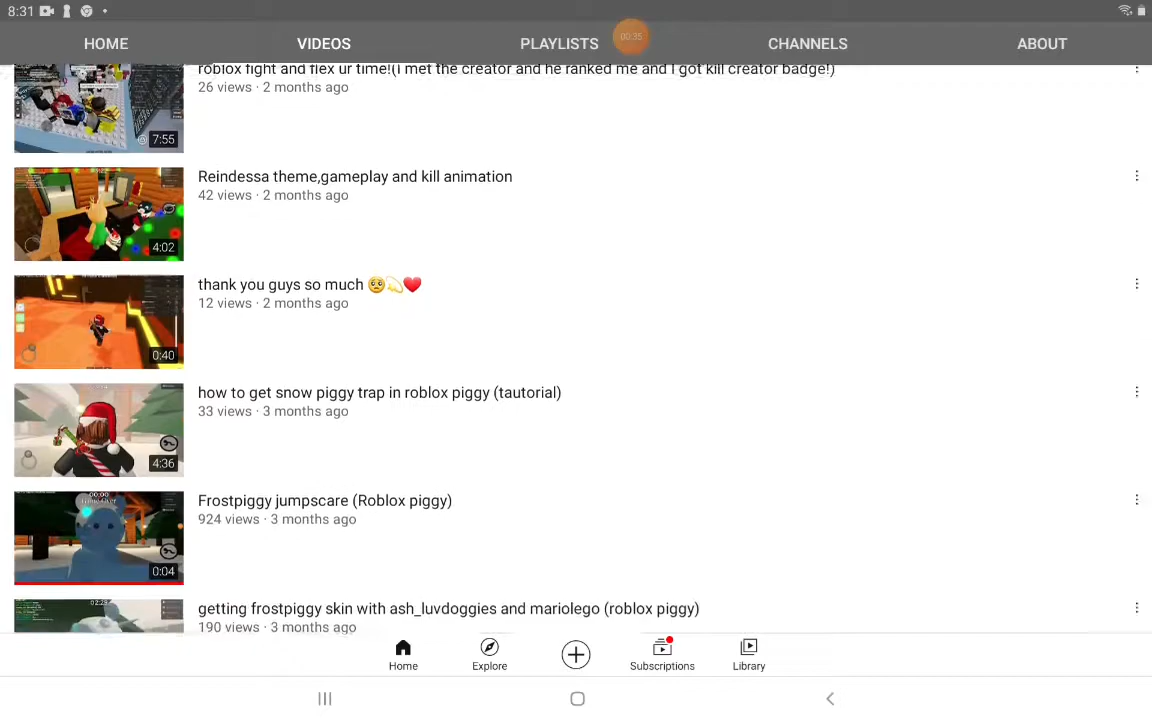 8:31
HOME VIDEOS PLAYLISTS 00:35 CHANNELS ABOUT
roblox fight and flex ur time!(i met the creator and he ranked me and I got kill creator badge!)
26 views · 2 months ago
7:55
Reindessa theme,gameplay and kill animation
42 views · 2 months ago
4:02
thank you guys so much 🥺💫❤️
12 views · 2 months ago
0:40
how to get snow piggy trap in roblox piggy (tautorial)
33 views · 3 months ago
4:36
Frostpiggy jumpscare (Roblox piggy)
924 views · 3 months ago
0:04
getting frostpiggy skin with ash_luvdoggies and mariolego (roblox piggy)
190 views · 3 months ago
Home Explore Subscriptions Library